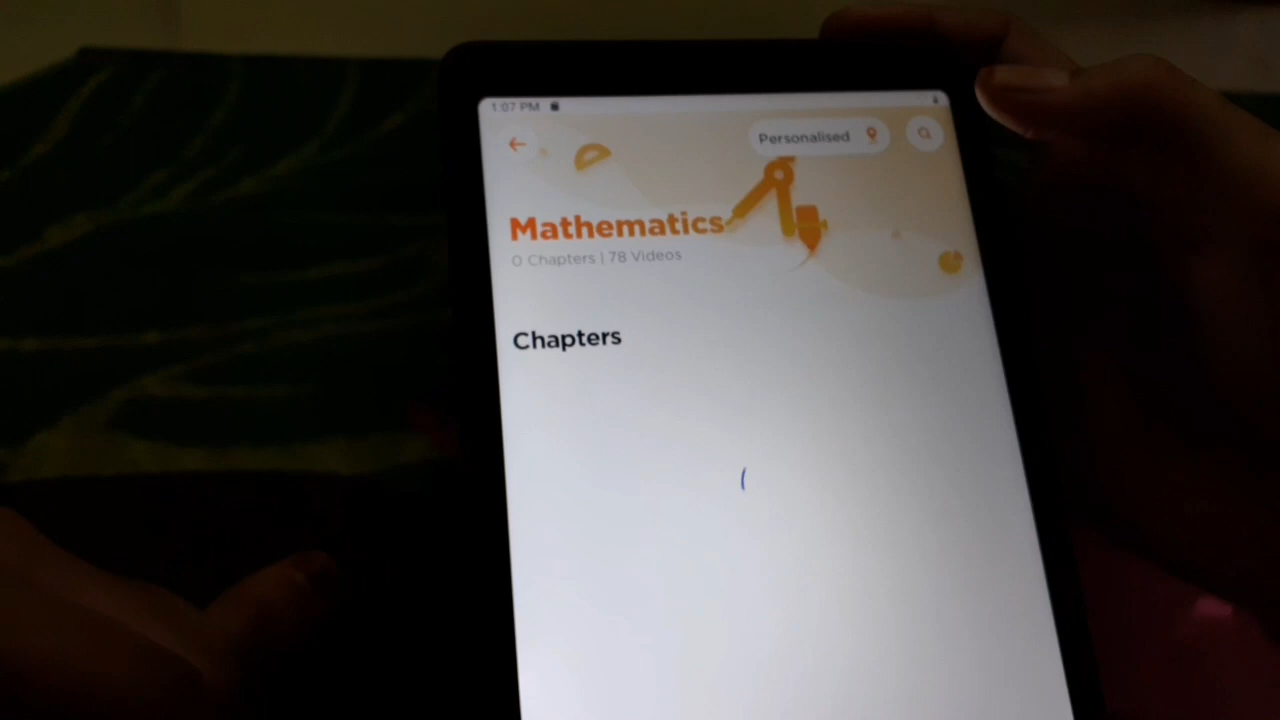 1:07 PM
Personalised
Mathematics
0 Chapters | 78 Videos
Chapters